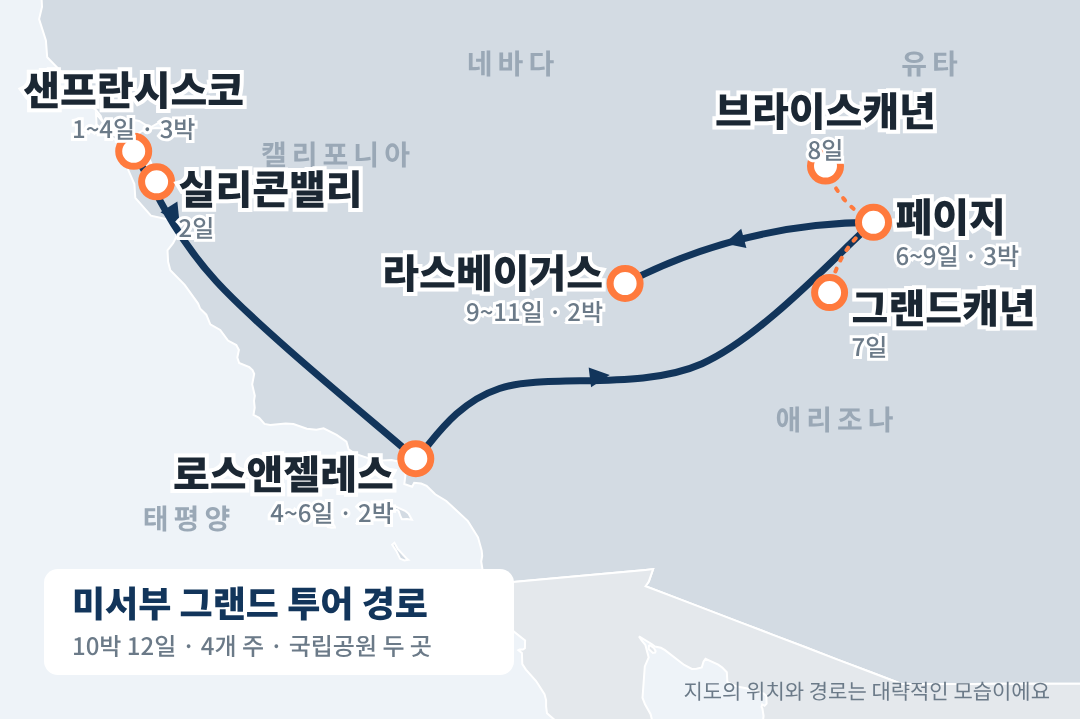 네바다
유타
샌프란시스코
1~4일 · 3박
브라이스캐년
8일
캘리포니아
실리콘밸리
2일
페이지
6~9일 · 3박
라스베이거스
9~11일 · 2박
그랜드캐년
7일
애리조나
로스앤젤레스
4~6일 · 2박
태평양
미서부 그랜드 투어 경로
10박 12일 · 4개 주 · 국립공원 두 곳
지도의 위치와 경로는 대략적인 모습이에요